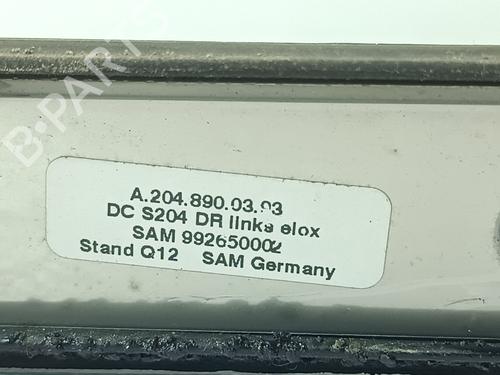 A.204.890.03.93
DC S204 DR links elox
SAM 992650002
Stand Q12 SAM Germany
B-PARTS